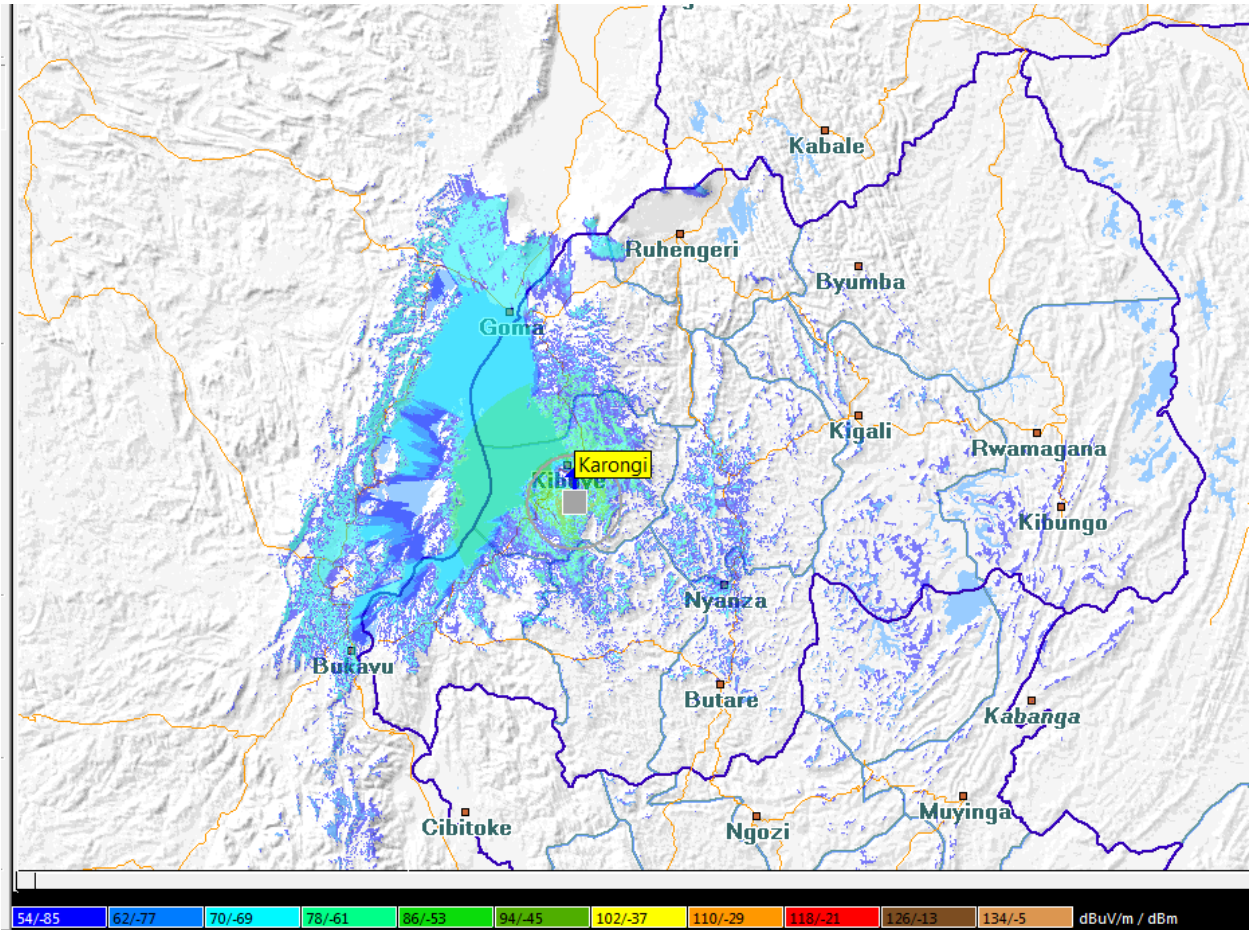 Kabale
Ruhengeri
Byumba
Goma
Kigali
Rwamagana
Karongi
Kibuye
Kibungo
Nyanza
Bukavu
Butare
Kabanga
Muyinga
Cibitoke
Ngozi
54/-85 62/-77 70/-69 78/-61 86/-53 94/-45 102/-37 110/-29 118/-21 126/-13 134/-5 dBuV/m / dBm